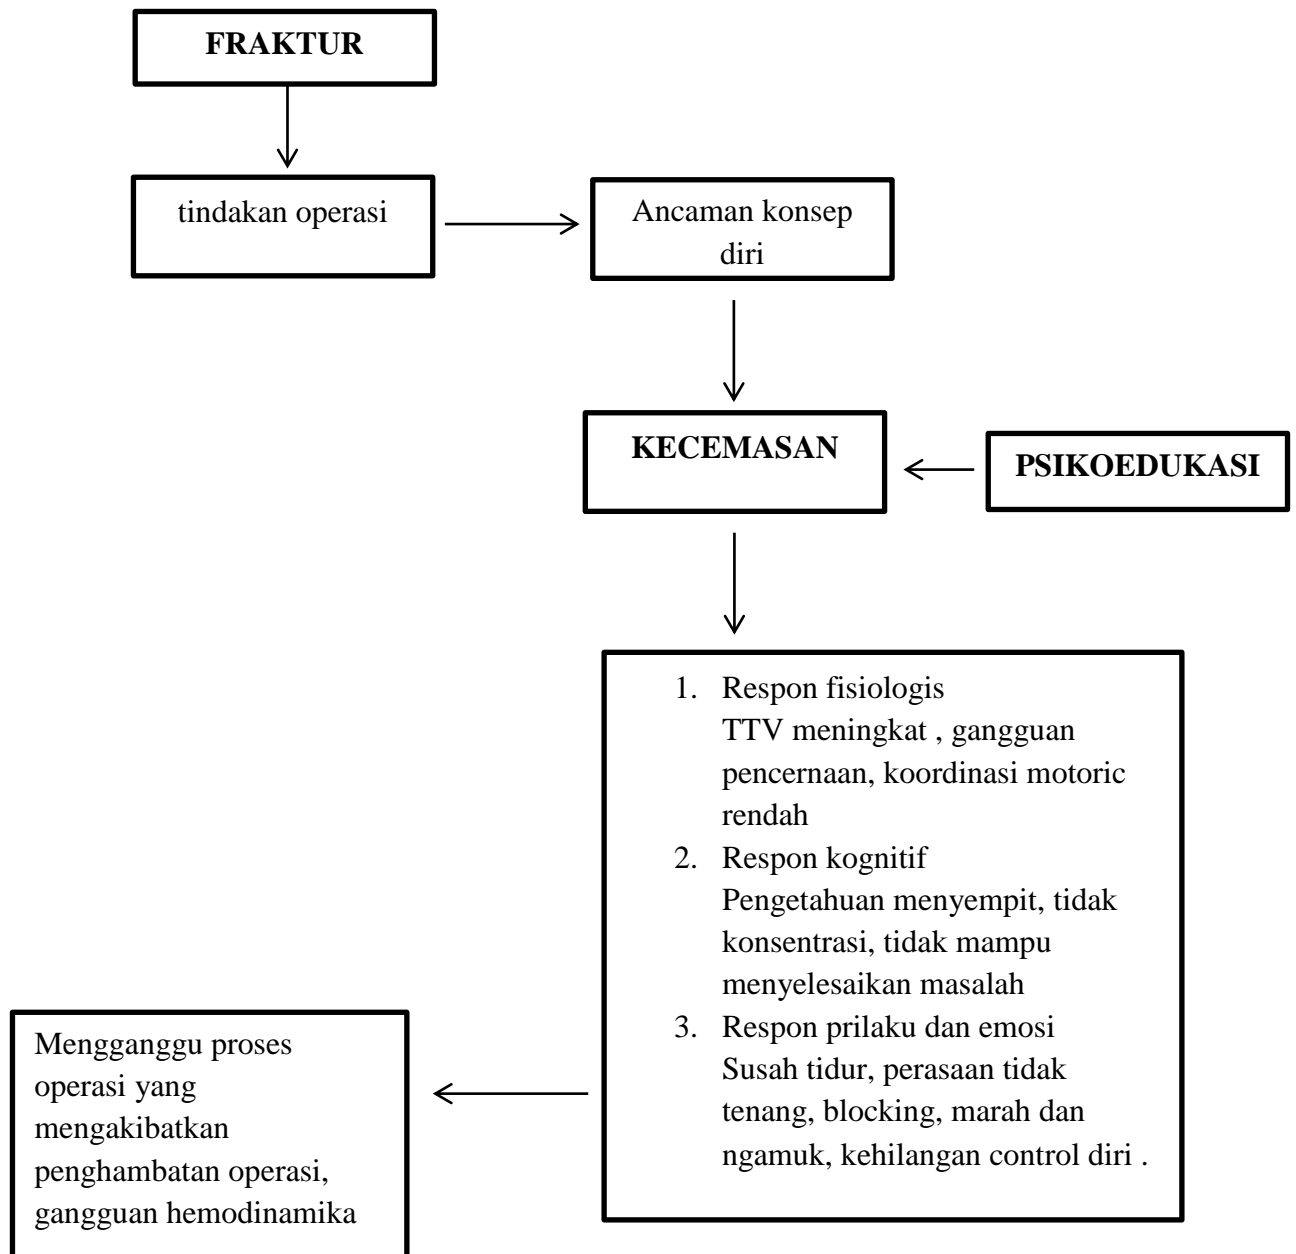 FRAKTUR
tindakan operasi
Ancaman konsep
diri
KECEMASAN
PSIKOEDUKASI
1. Respon fisiologis
TTV meningkat , gangguan
pencernaan, koordinasi motoric
rendah
2. Respon kognitif
Pengetahuan menyempit, tidak
konsentrasi, tidak mampu
menyelesaikan masalah
3. Respon prilaku dan emosi
Susah tidur, perasaan tidak
tenang, blocking, marah dan
ngamuk, kehilangan control diri .
Mengganggu proses
operasi yang
mengakibatkan
penghambatan operasi,
gangguan hemodinamika